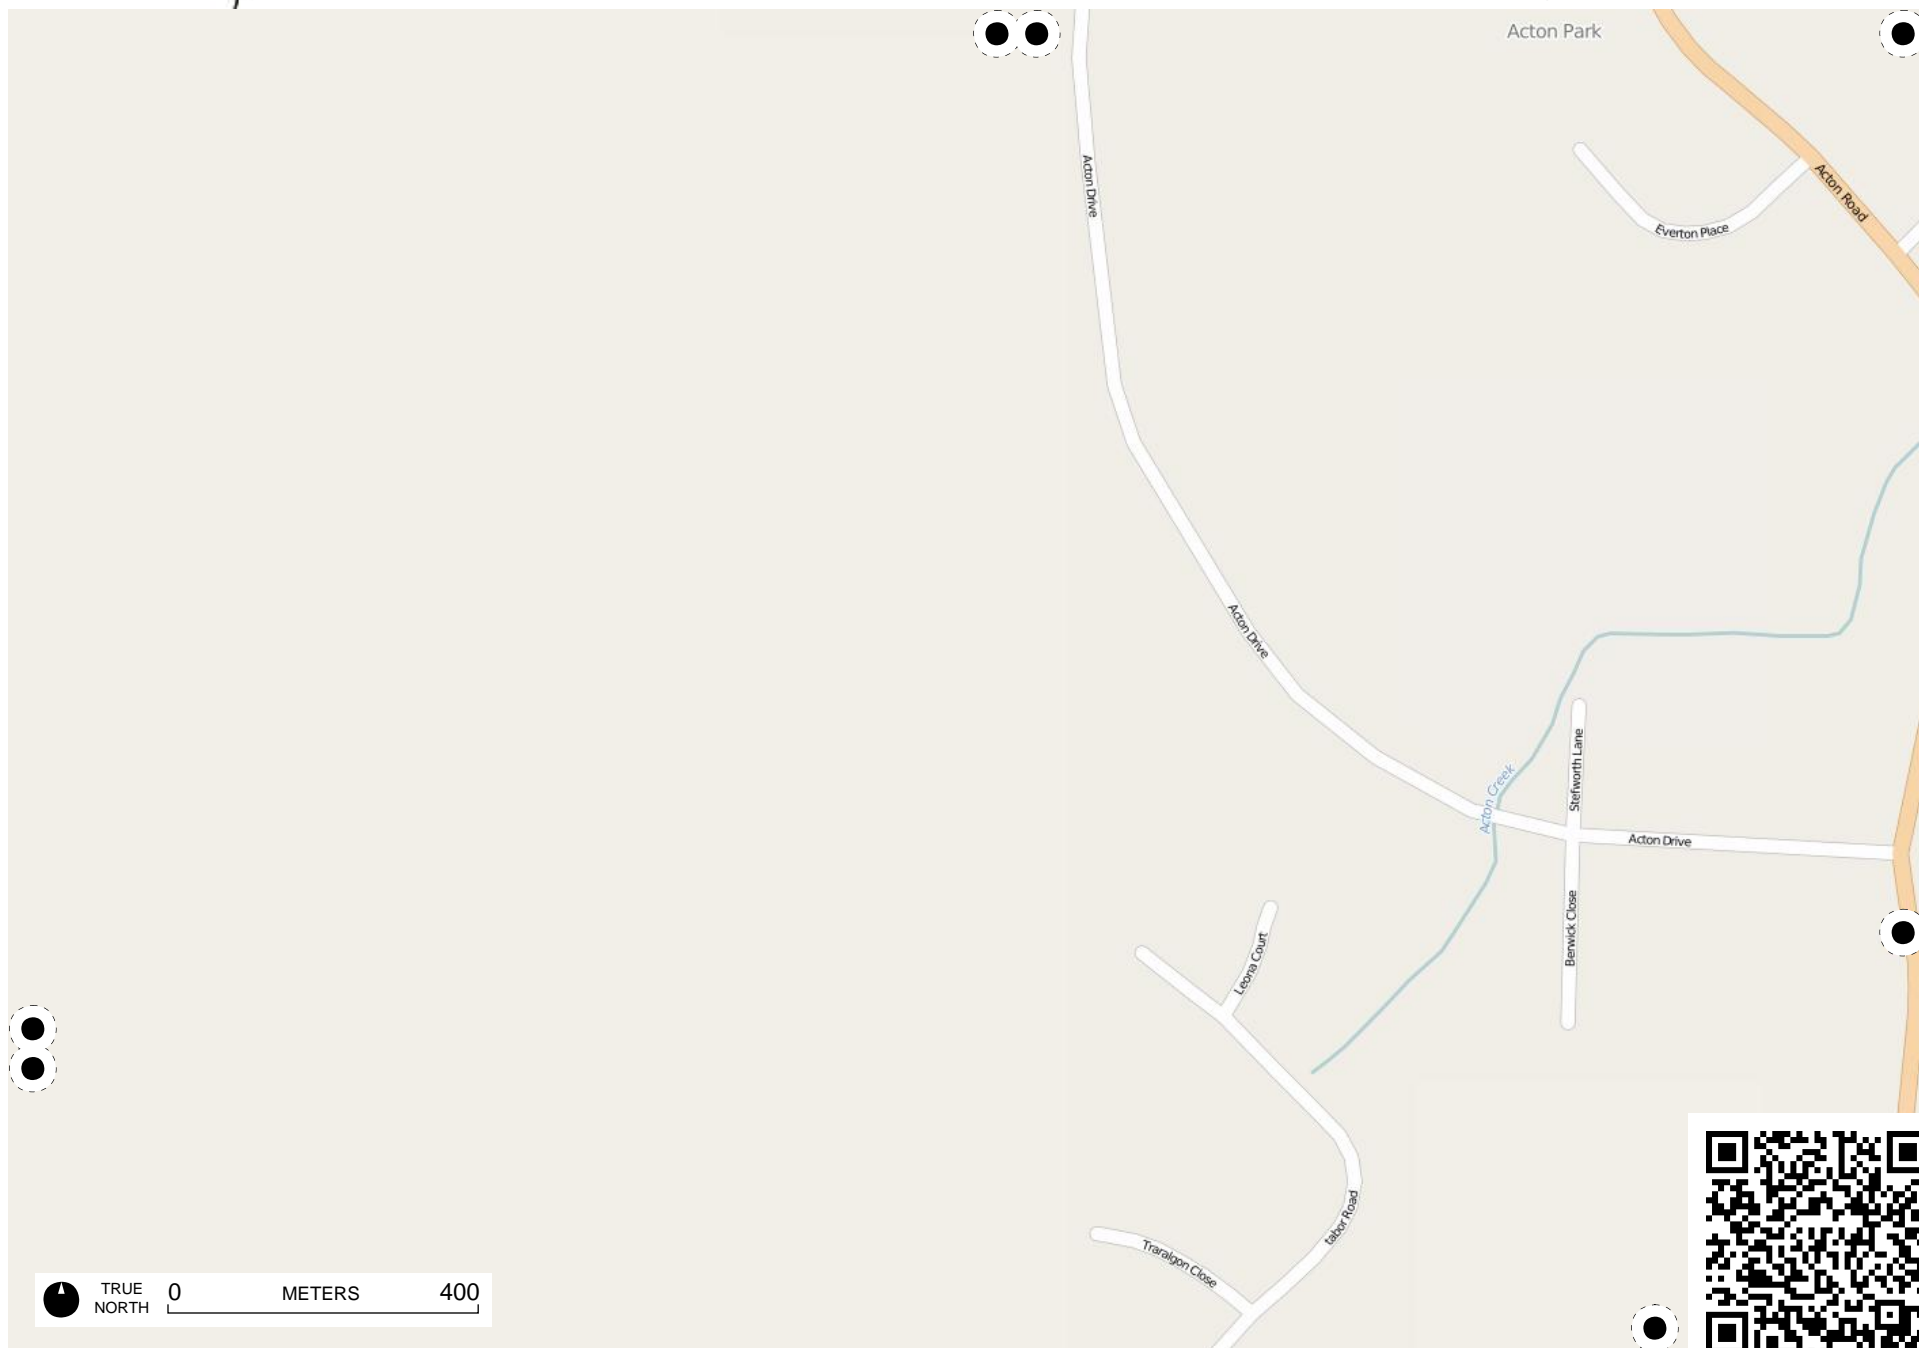 Acton Park
Acton Drive
Acton Road
Everton Place
Acton Drive
Stefworth Lane
Acton Creek
Acton Drive
Berwick Close
Leona Court
tabor Road
Traralgon Close
TRUE
NORTH
0 METERS 400